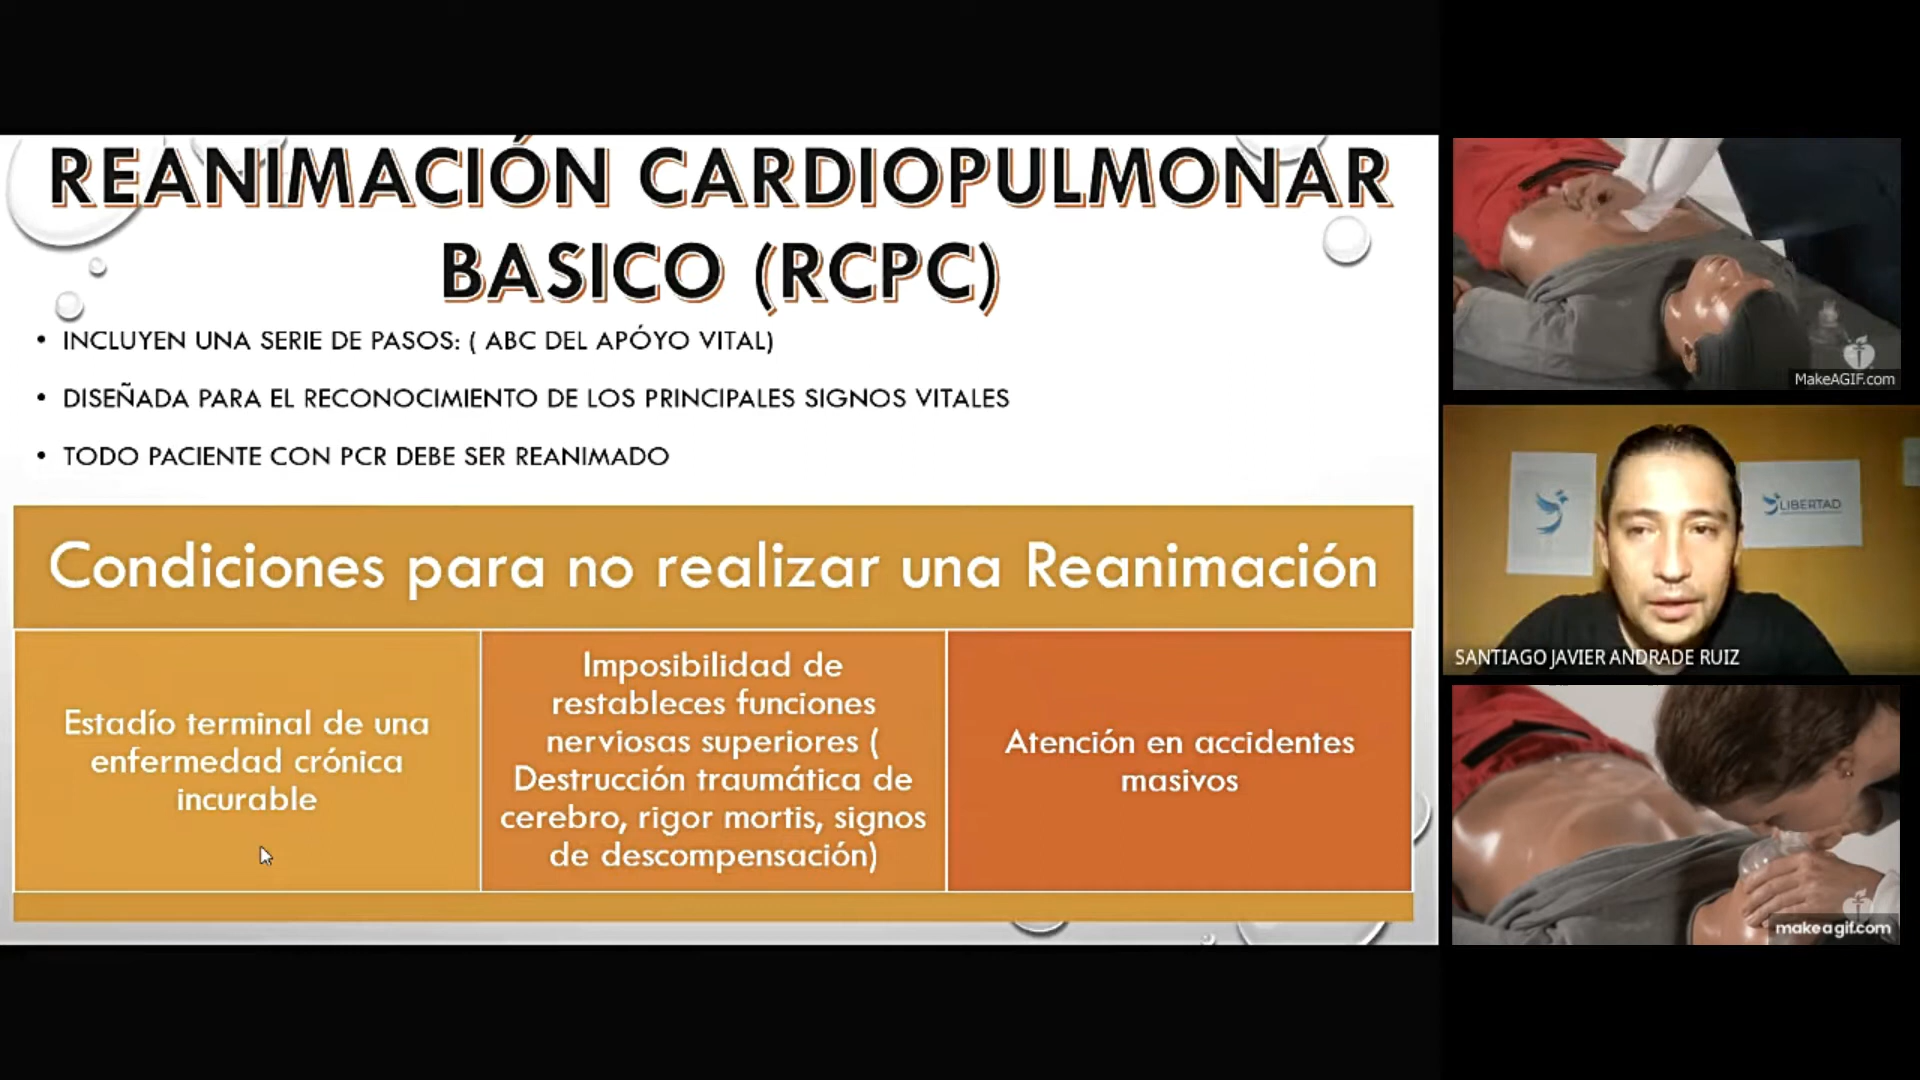 REANIMACIÓN CARDIOPULMONAR
BASICO (RCPC)
• INCLUYEN UNA SERIE DE PASOS: ( ABC DEL APÓYO VITAL)
• DISEÑADA PARA EL RECONOCIMIENTO DE LOS PRINCIPALES SIGNOS VITALES
• TODO PACIENTE CON PCR DEBE SER REANIMADO
Condiciones para no realizar una Reanimación
Estadío terminal de una
enfermedad crónica
incurable
Imposibilidad de
restableces funciones
nerviosas superiores (
Destrucción traumática de
cerebro, rigor mortis, signos
de descompensación)
Atención en accidentes
masivos
MakeAGIF.com
LIBERTAD
SANTIAGO JAVIER ANDRADE RUIZ
makeagif.com